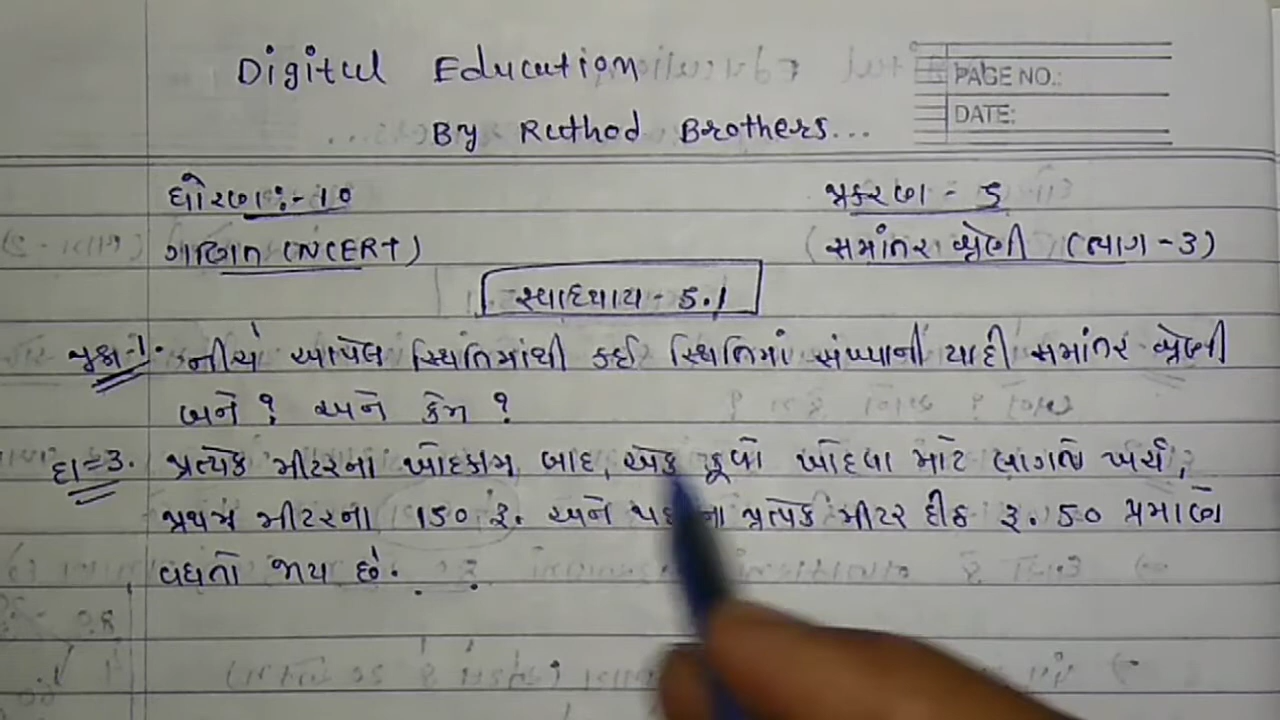 Digital Education
By Rathod Brothers...
PAGE NO.:
DATE:
ધોરણ :- 10
પ્રકરણ - 5
ગણિત (NCERT)
(સમાંતર શ્રેણી (ભાગ - 3)
સ્વાધ્યાય - 5.1
પ્રશ્ન-1. નીચે આપેલ સ્થિતિમાંથી કઈ સ્થિતિમાં સંખ્યાની યાદી સમાંતર શ્રેણી
બને ? અને કેમ ?
દા=3. પ્રત્યેક મીટરના ખોદકામ બાદ, એક કૂવો ખોદવા માટે લાગતો ખર્ચ,
પ્રથમ મીટરના 150 રૂ. અને પ્રત્યેક મીટર દીઠ રૂ. 50 પ્રમાણે
વધતો જાય છે.